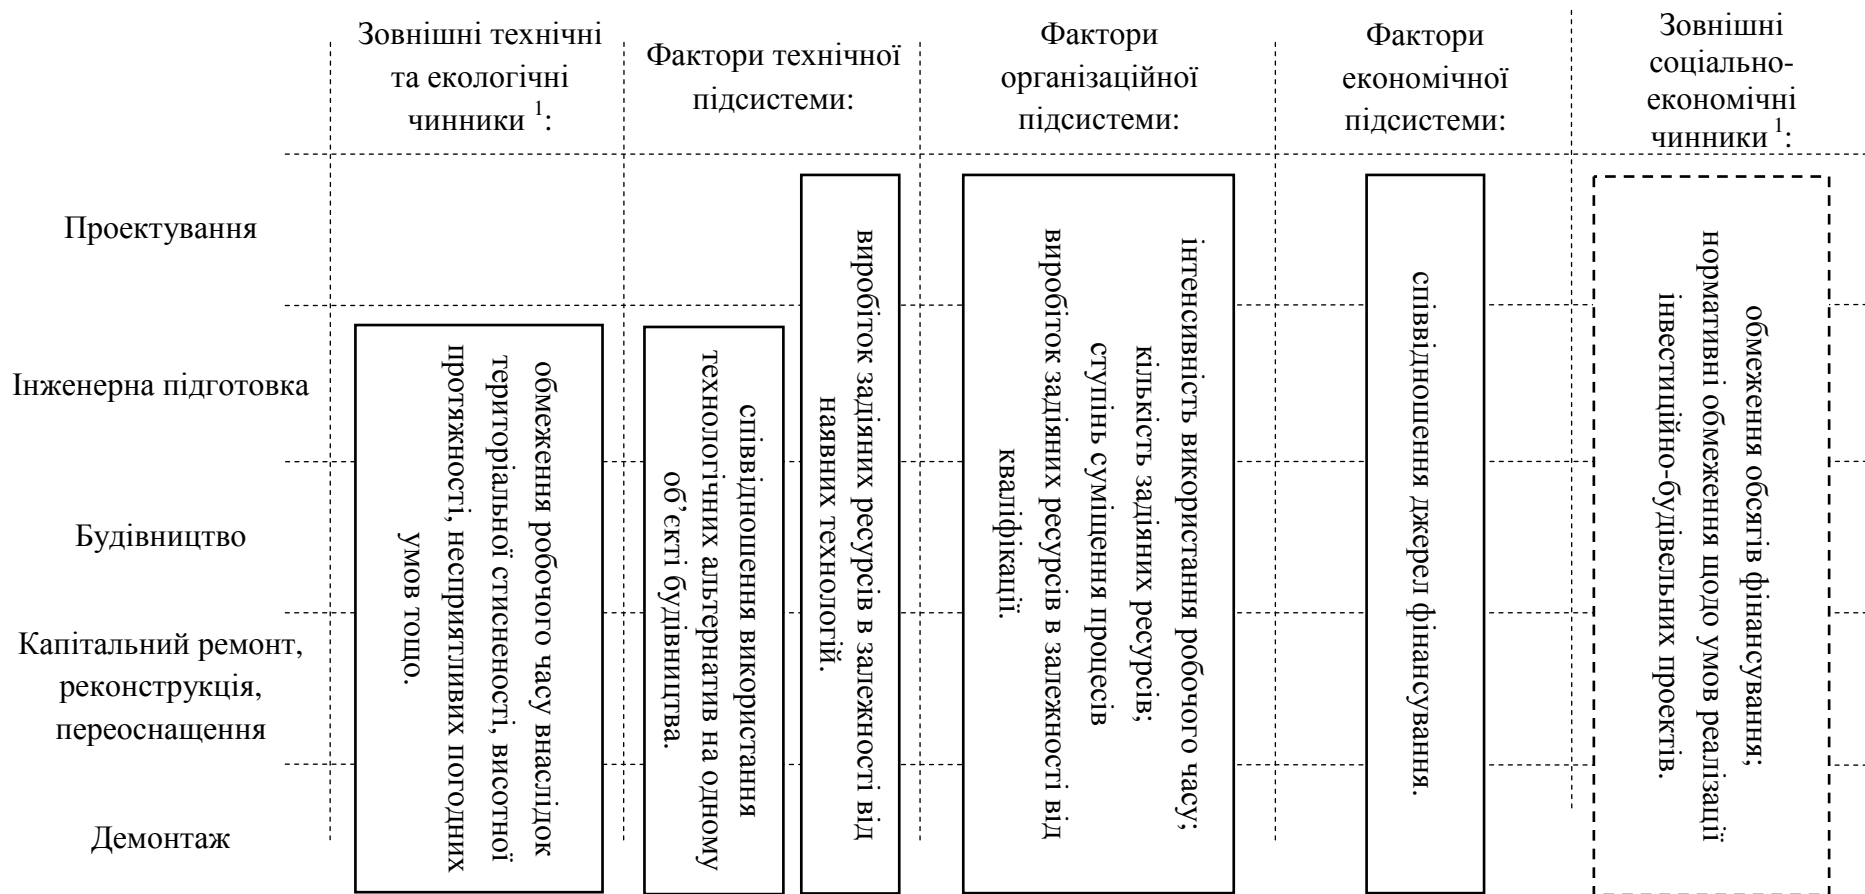 Зовнішні технічні
та екологічні
чинники ¹:
Фактори технічної
підсистеми:
Фактори
організаційної
підсистеми:
Фактори
економічної
підсистеми:
Зовнішні
соціально-
економічні
чинники ¹:
Проектування
Інженерна підготовка
Будівництво
Капітальний ремонт,
реконструкція,
переоснащення
Демонтаж
обмеження робочого часу внаслідок
територіальної стисненості, висотної
протяжності, несприятливих погодних
умов тощо.
співвідношення використання
технологічних альтернатив на одному
об’єкті будівництва.
виробіток задіяних ресурсів в залежності від
наявних технологій.
інтенсивність використання робочого часу;
кількість задіяних ресурсів;
ступінь суміщення процесів
виробіток задіяних ресурсів в залежності від
кваліфікації.
співвідношення джерел фінансування.
обмеження обсягів фінансування;
нормативні обмеження щодо умов реалізації
інвестиційно-будівельних проектів.